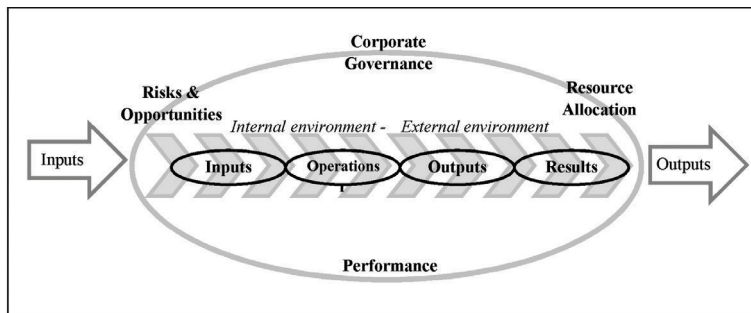 Corporate
Governance
Risks &
Opportunities
Resource
Allocation
Internal environment - External environment
Inputs
Inputs
Operations
Outputs
Results
Outputs
Performance